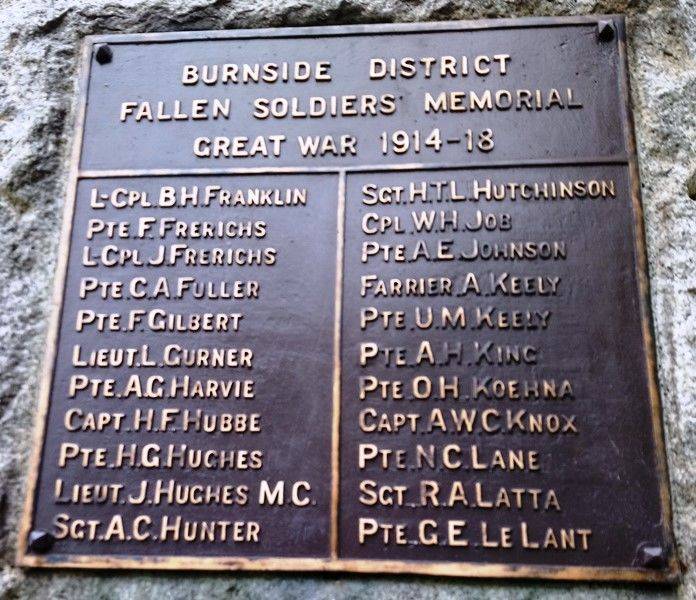 BURNSIDE DISTRICT
FALLEN SOLDIERS' MEMORIAL
GREAT WAR 1914-18
L-CPL. B.H. FRANKLIN
PTE. F. FRERICHS
L.CPL. J. FRERICHS
PTE. C.A. FULLER
PTE. F. GILBERT
LIEUT. L. GURNER
PTE. A.G. HARVIE
CAPT. H.F. HUBBE
PTE. H.G. HUGHES
LIEUT. J. HUGHES M.C.
SGT. A.C. HUNTER
SGT. H.T.L. HUTCHINSON
CPL. W.H. JOB
PTE. A.E. JOHNSON
FARRIER. A. KEELY
PTE. U.M. KEELY
PTE. A.H. KING
PTE. O.H. KOEHNA
CAPT. A.W.C. KNOX
PTE. N.C. LANE
SGT. R.A. LATTA
PTE. G.E. LE LANT